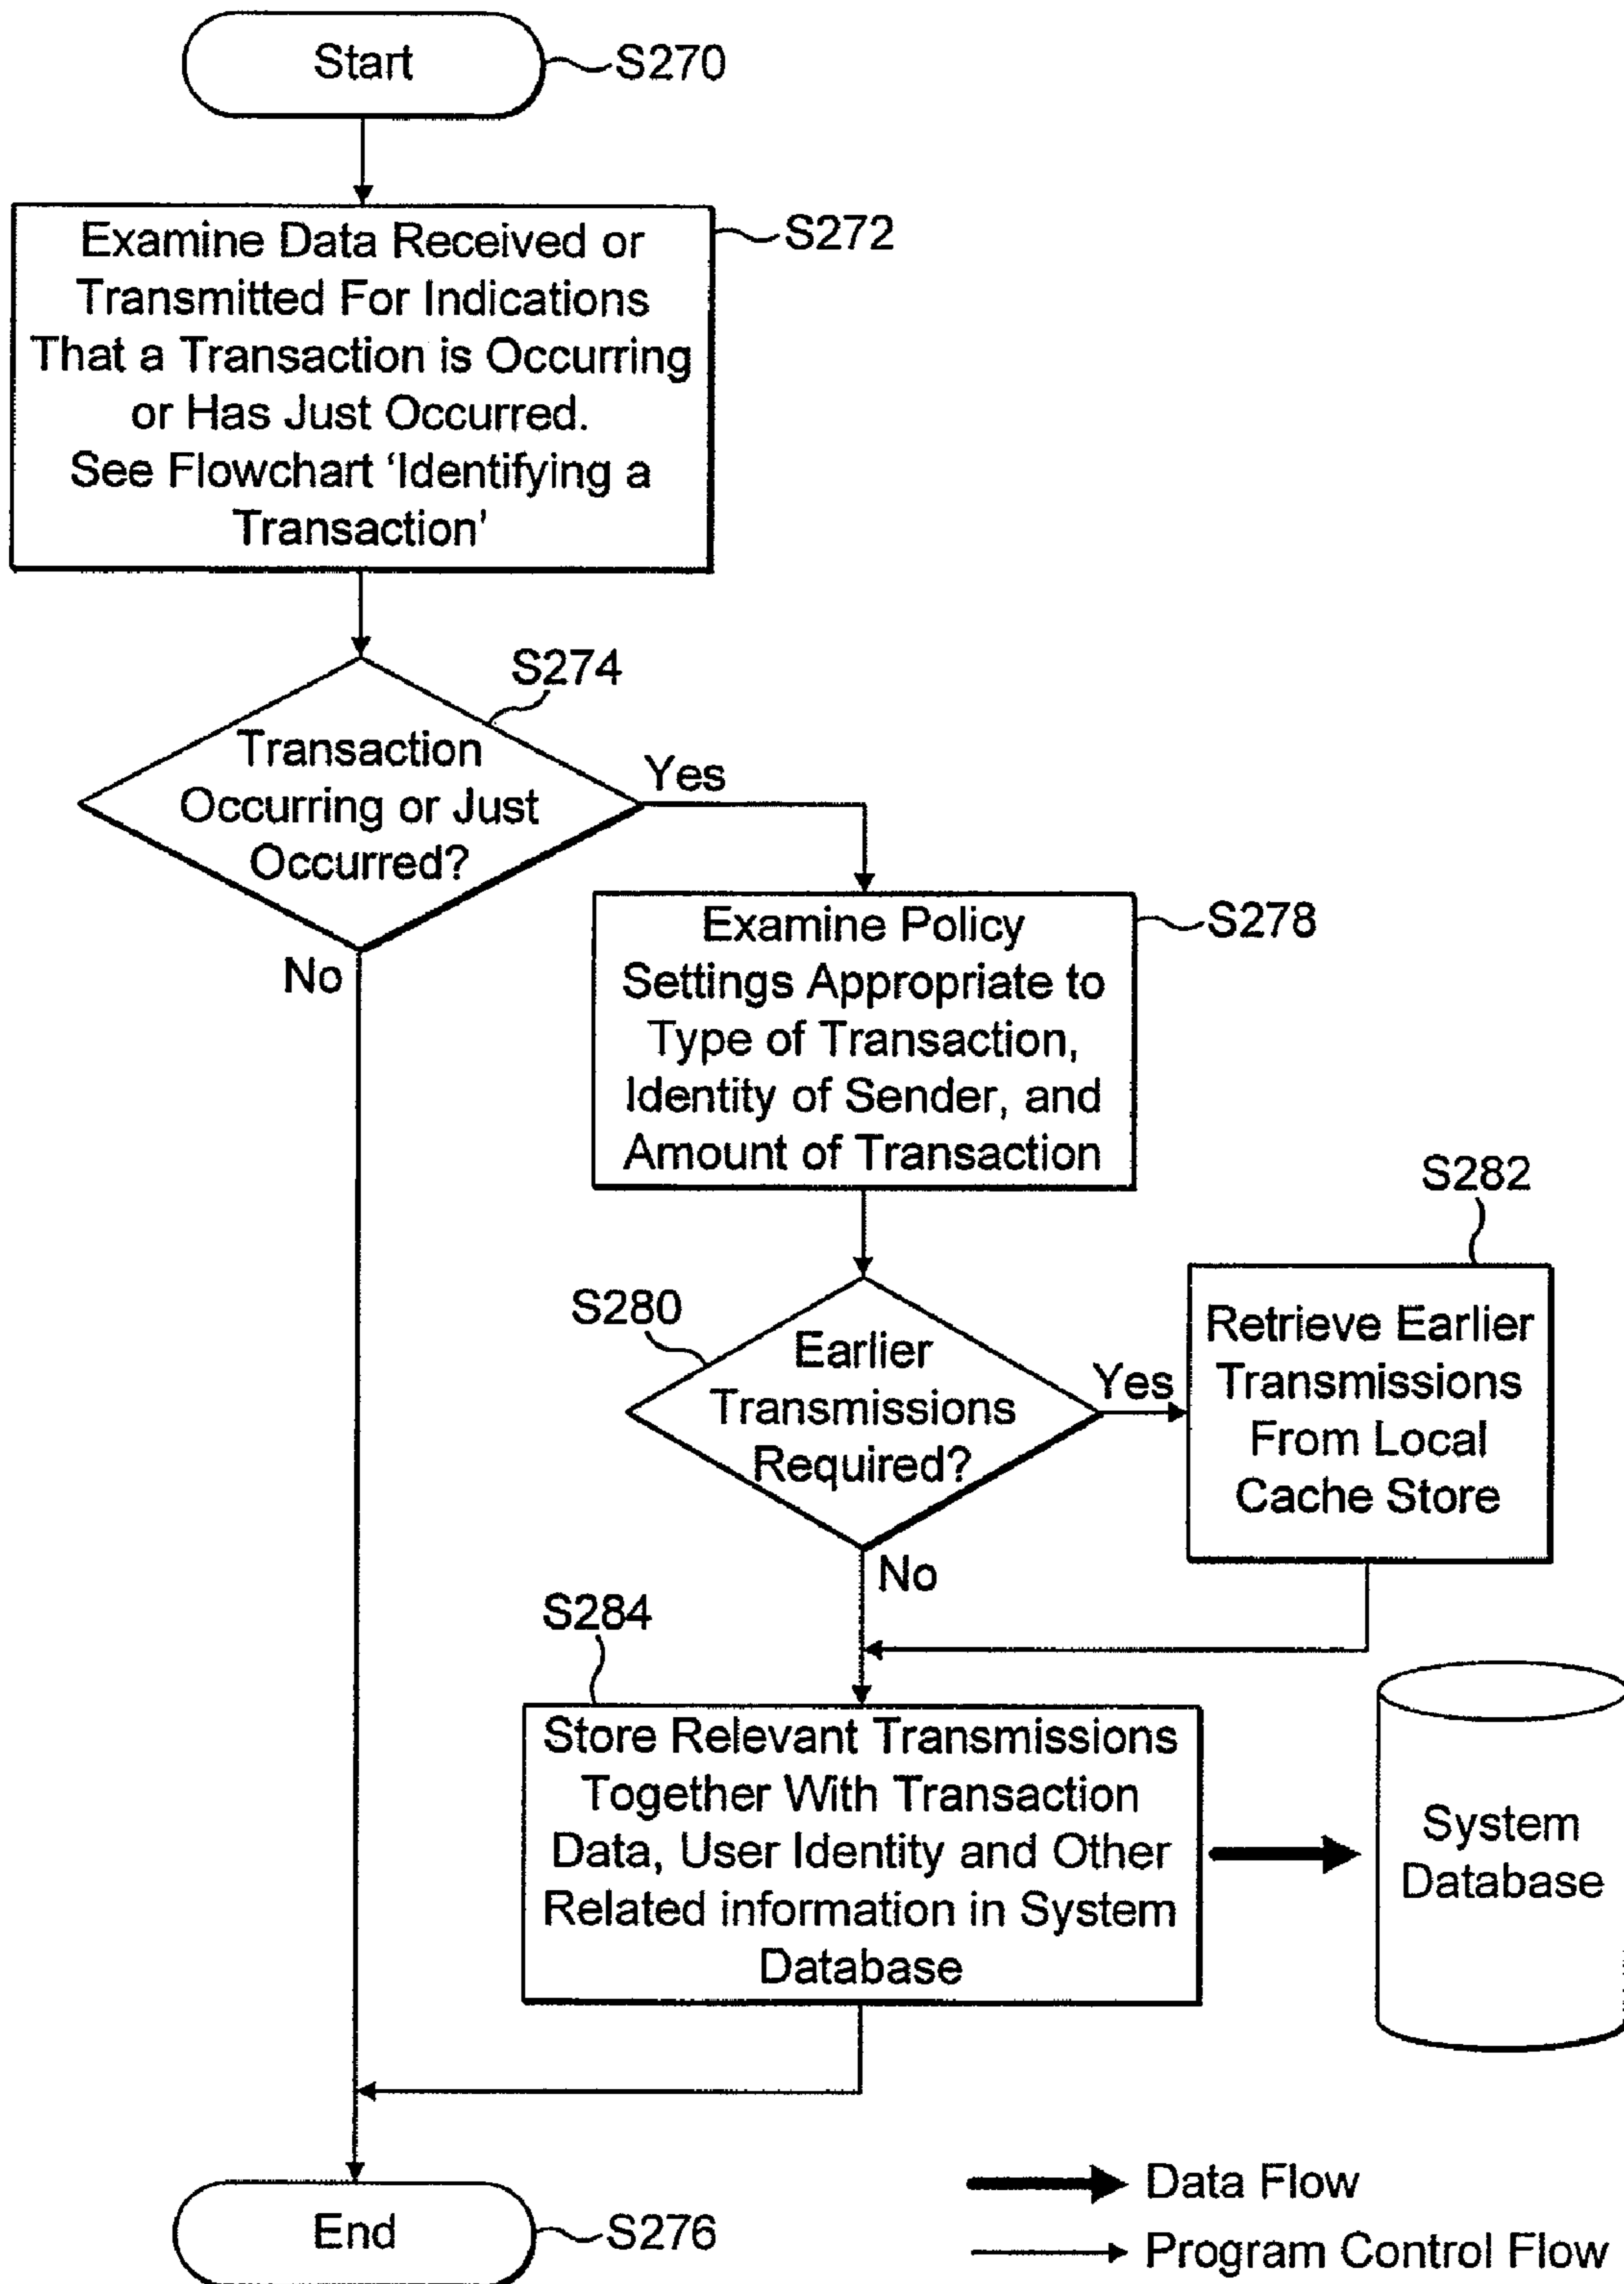 Start
S270
Examine Data Received or
Transmitted For Indications
That a Transaction is Occurring
or Has Just Occurred.
See Flowchart 'Identifying a
Transaction'
S272
S274
Transaction
Occurring or Just
Occurred?
Yes
No
Examine Policy
Settings Appropriate to
Type of Transaction,
Identity of Sender, and
Amount of Transaction
S278
S280
Earlier
Transmissions
Required?
Yes
No
S282
Retrieve Earlier
Transmissions
From Local
Cache Store
S284
Store Relevant Transmissions
Together With Transaction
Data, User Identity and Other
Related information in System
Database
System
Database
End
S276
Data Flow
Program Control Flow